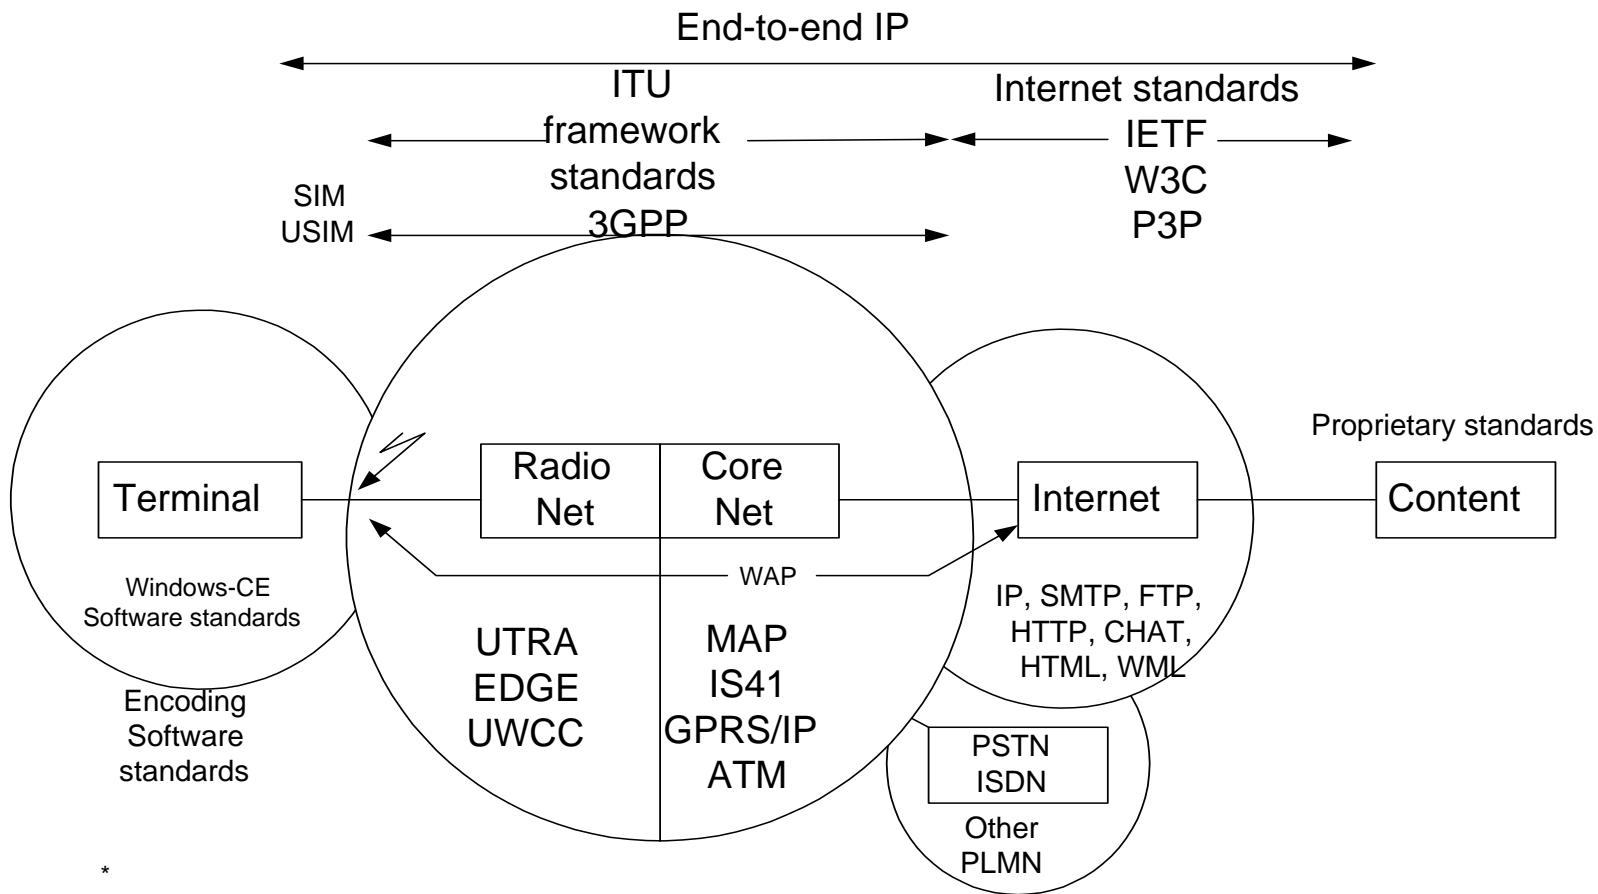 End-to-end IP
ITU
framework
standards
3GPP
Internet standards
IETF
W3C
P3P
SIM
USIM
Proprietary standards
Terminal
Radio
Net
Core
Net
Internet
Content
WAP
Windows-CE
Software standards
Encoding
Software
standards
UTRA
EDGE
UWCC
MAP
IS41
GPRS/IP
ATM
IP, SMTP, FTP,
HTTP, CHAT,
HTML, WML
PSTN
ISDN
Other
PLMN
*